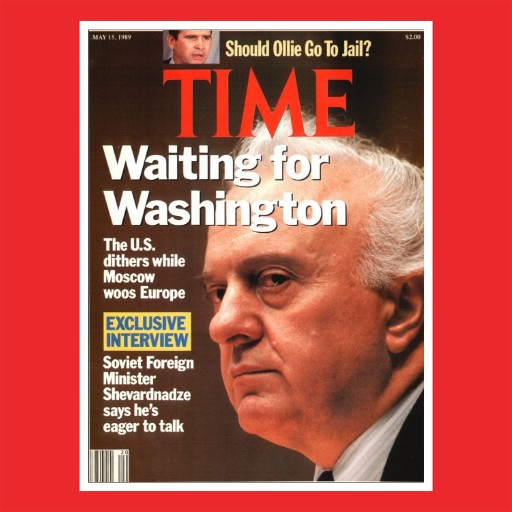 MAY 15, 1989
$2.00
Should Ollie Go To Jail?
TIME
Waiting for
Washington
The U.S.
dithers while
Moscow
woos Europe
EXCLUSIVE
INTERVIEW
Soviet Foreign
Minister
Shevardnadze
says he's
eager to talk
20